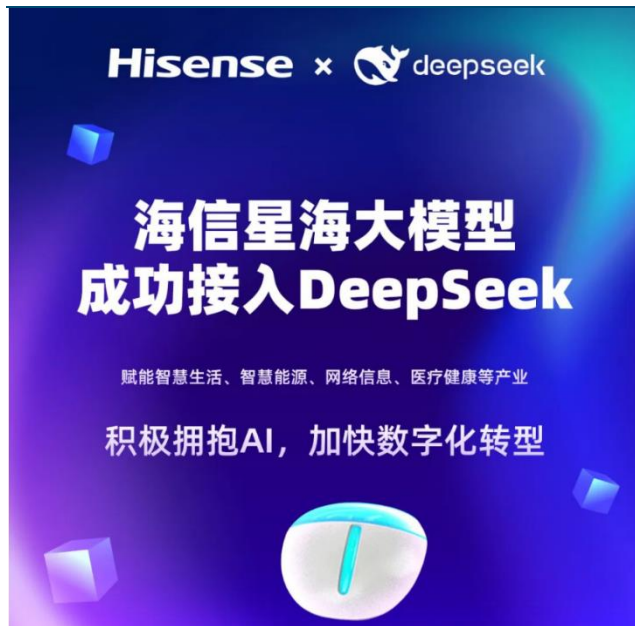 Hisense × deepseek
海信星海大模型
成功接入DeepSeek
赋能智慧生活、智慧能源、网络信息、医疗健康等产业
积极拥抱AI，加快数字化转型